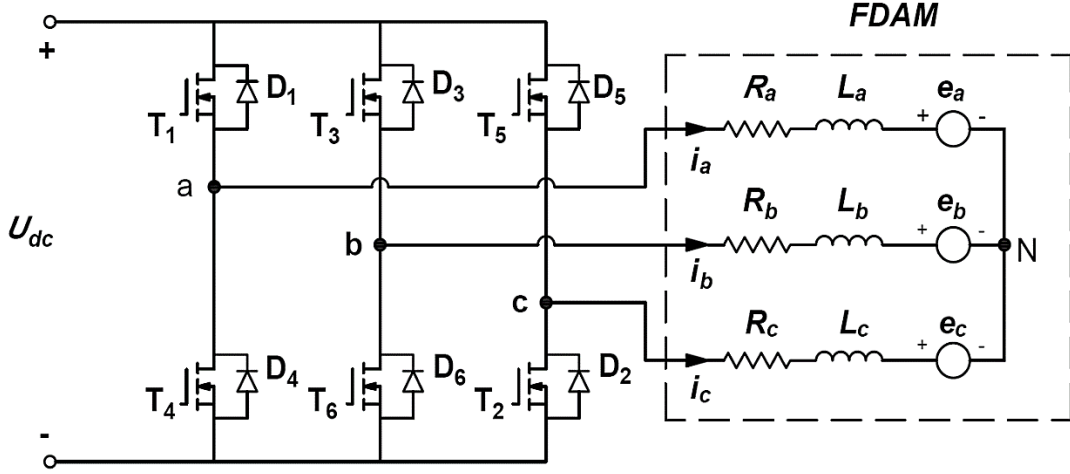 FDAM
+
D1
D3
D5
Ra
La
ea
+
-
T1
T3
T5
ia
a
Rb
Lb
eb
+
-
Udc
b
ib
N
c
Rc
Lc
ec
+
-
D4
D6
D2
ic
T4
T6
T2
-